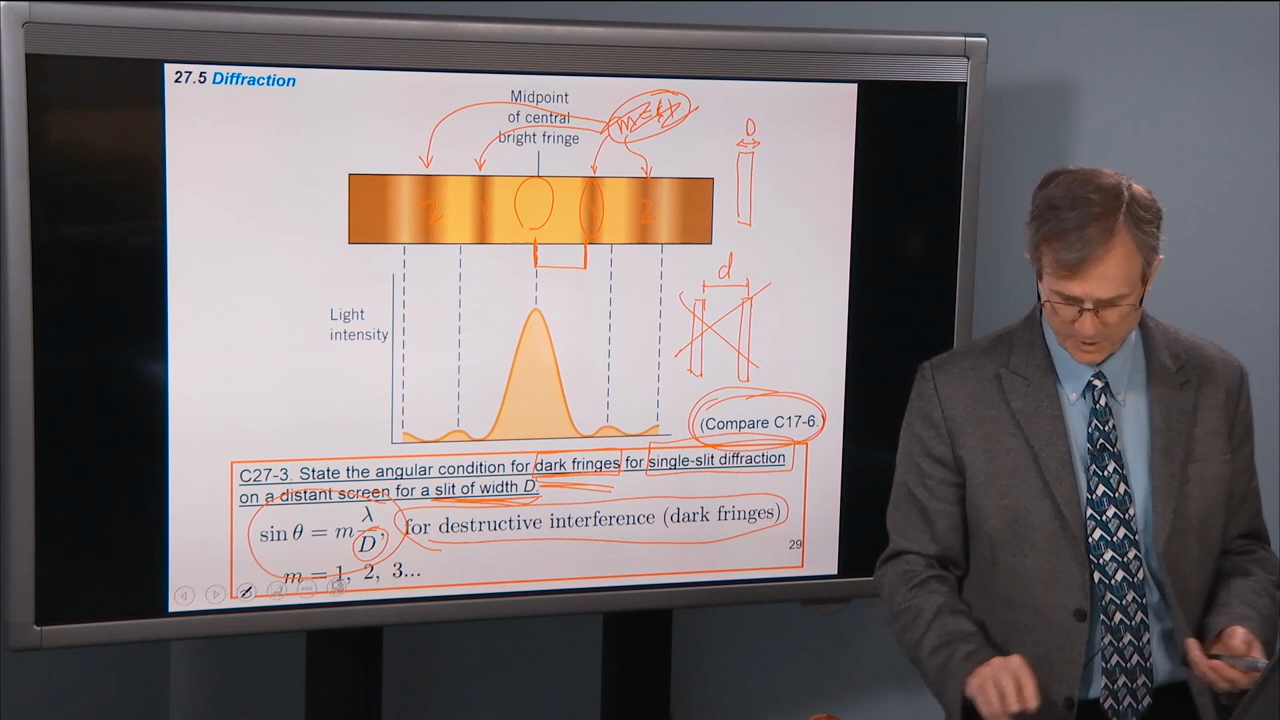 27.5 Diffraction
Midpoint
of central
bright fringe
D
2
2
d
Light
intensity
(Compare C17-6.
C27-3. State the angular condition for dark fringes for single-slit diffraction
on a distant screen for a slit of width D.
sin θ = m λ/D, for destructive interference (dark fringes)
m = 1, 2, 3...
29